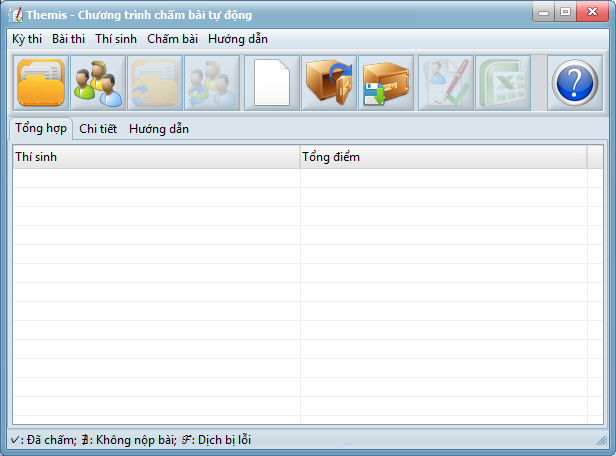 Themis - Chương trình chấm bài tự động
Kỳ thi Bài thi Thí sinh Chấm bài Hướng dẫn
Tổng hợp Chi tiết Hướng dẫn
Thí sinh Tổng điểm
✓: Đã chấm; ∄: Không nộp bài; ℱ: Dịch bị lỗi